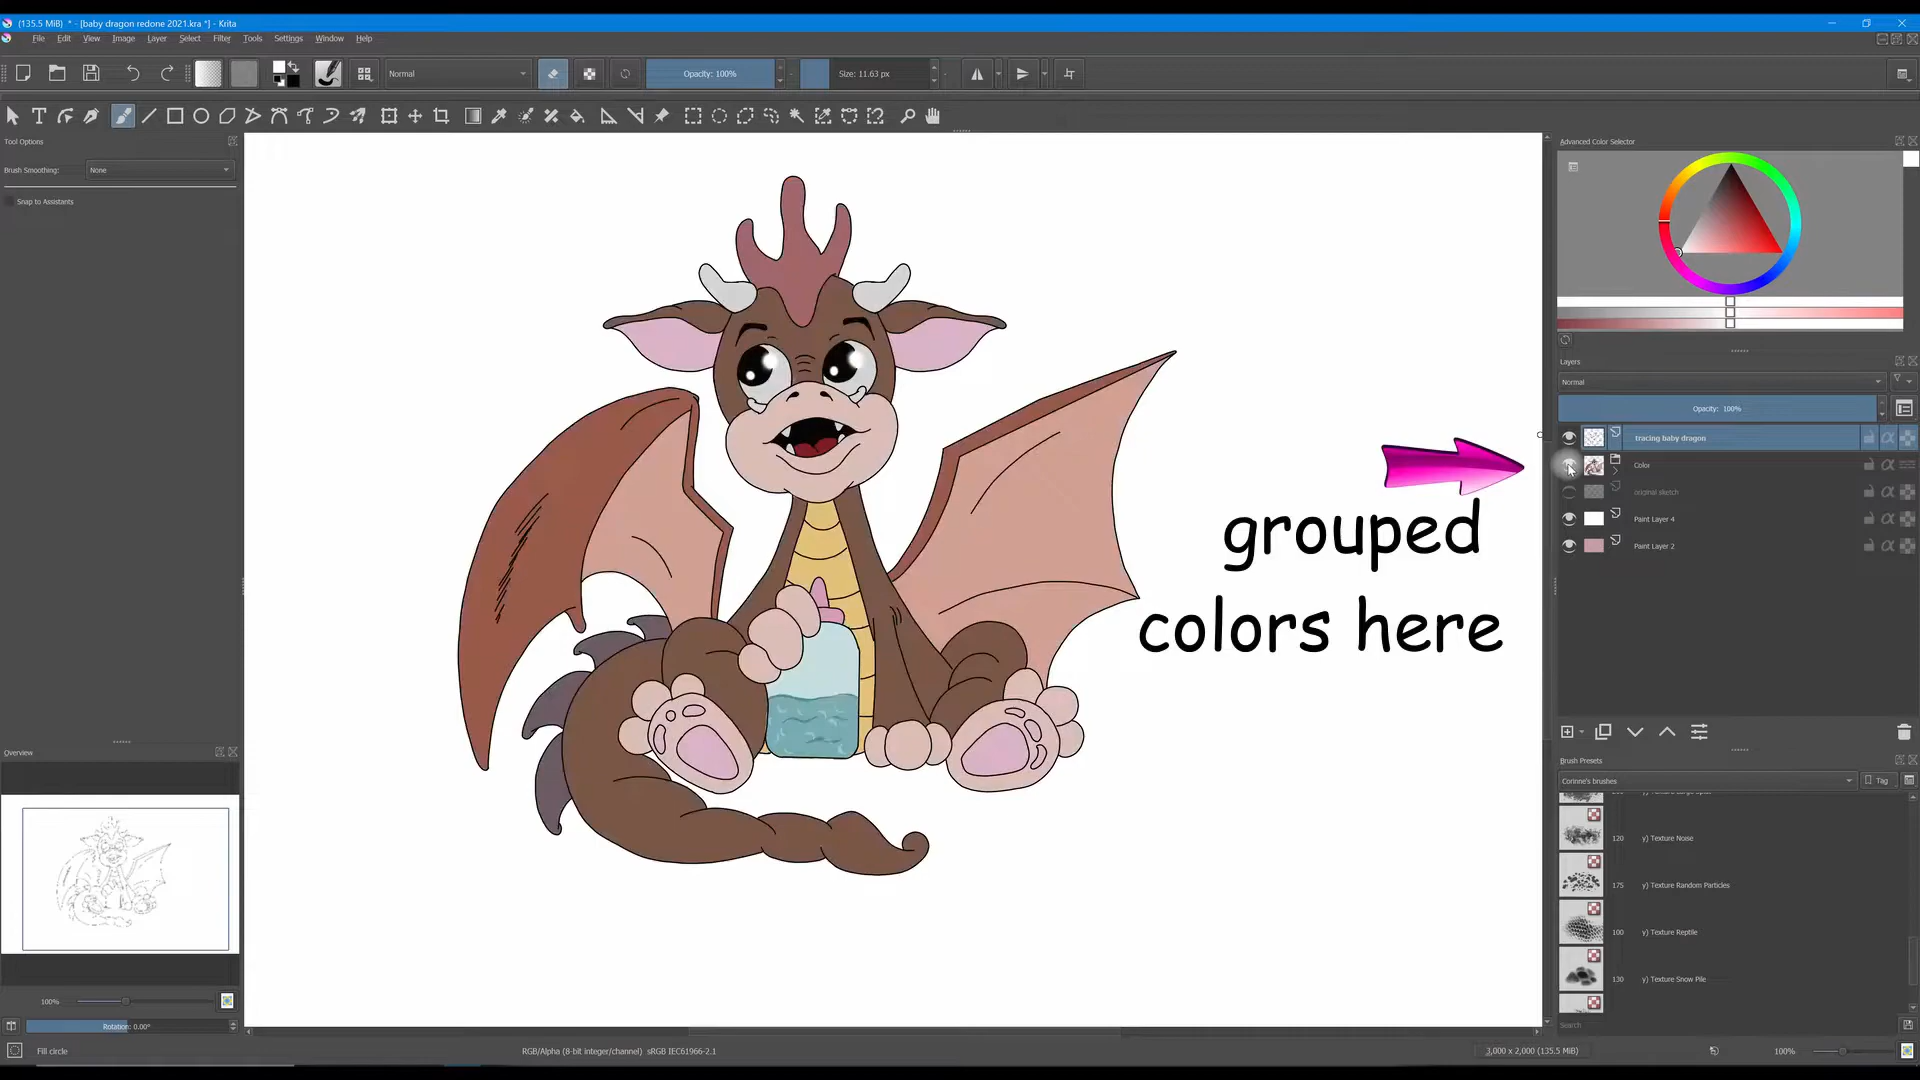 (135.5 MiB) * - [baby dragon redone 2021.kra *] - Krita
File Edit View Image Layer Select Filter Tools Settings Window Help
Normal
Opacity: 100%
Size: 11.63 px
Tool Options
Brush Smoothing: None
Snap to Assistants
Advanced Color Selector
Layers
Normal
Opacity: 100%
tracing baby dragon
Color
original sketch
Paint Layer 4
Paint Layer 2
grouped
colors here
Overview
100%
Rotation: 0.00°
Brush Presets
Corinne's brushes
Tag
120 y) Texture Noise
175 y) Texture Random Particles
100 y) Texture Reptile
130 y) Texture Snow Pile
Search
Fill circle
RGB/Alpha (8-bit integer/channel) sRGB IEC61966-2.1
3,000 x 2,000 (135.5 MiB)
100%